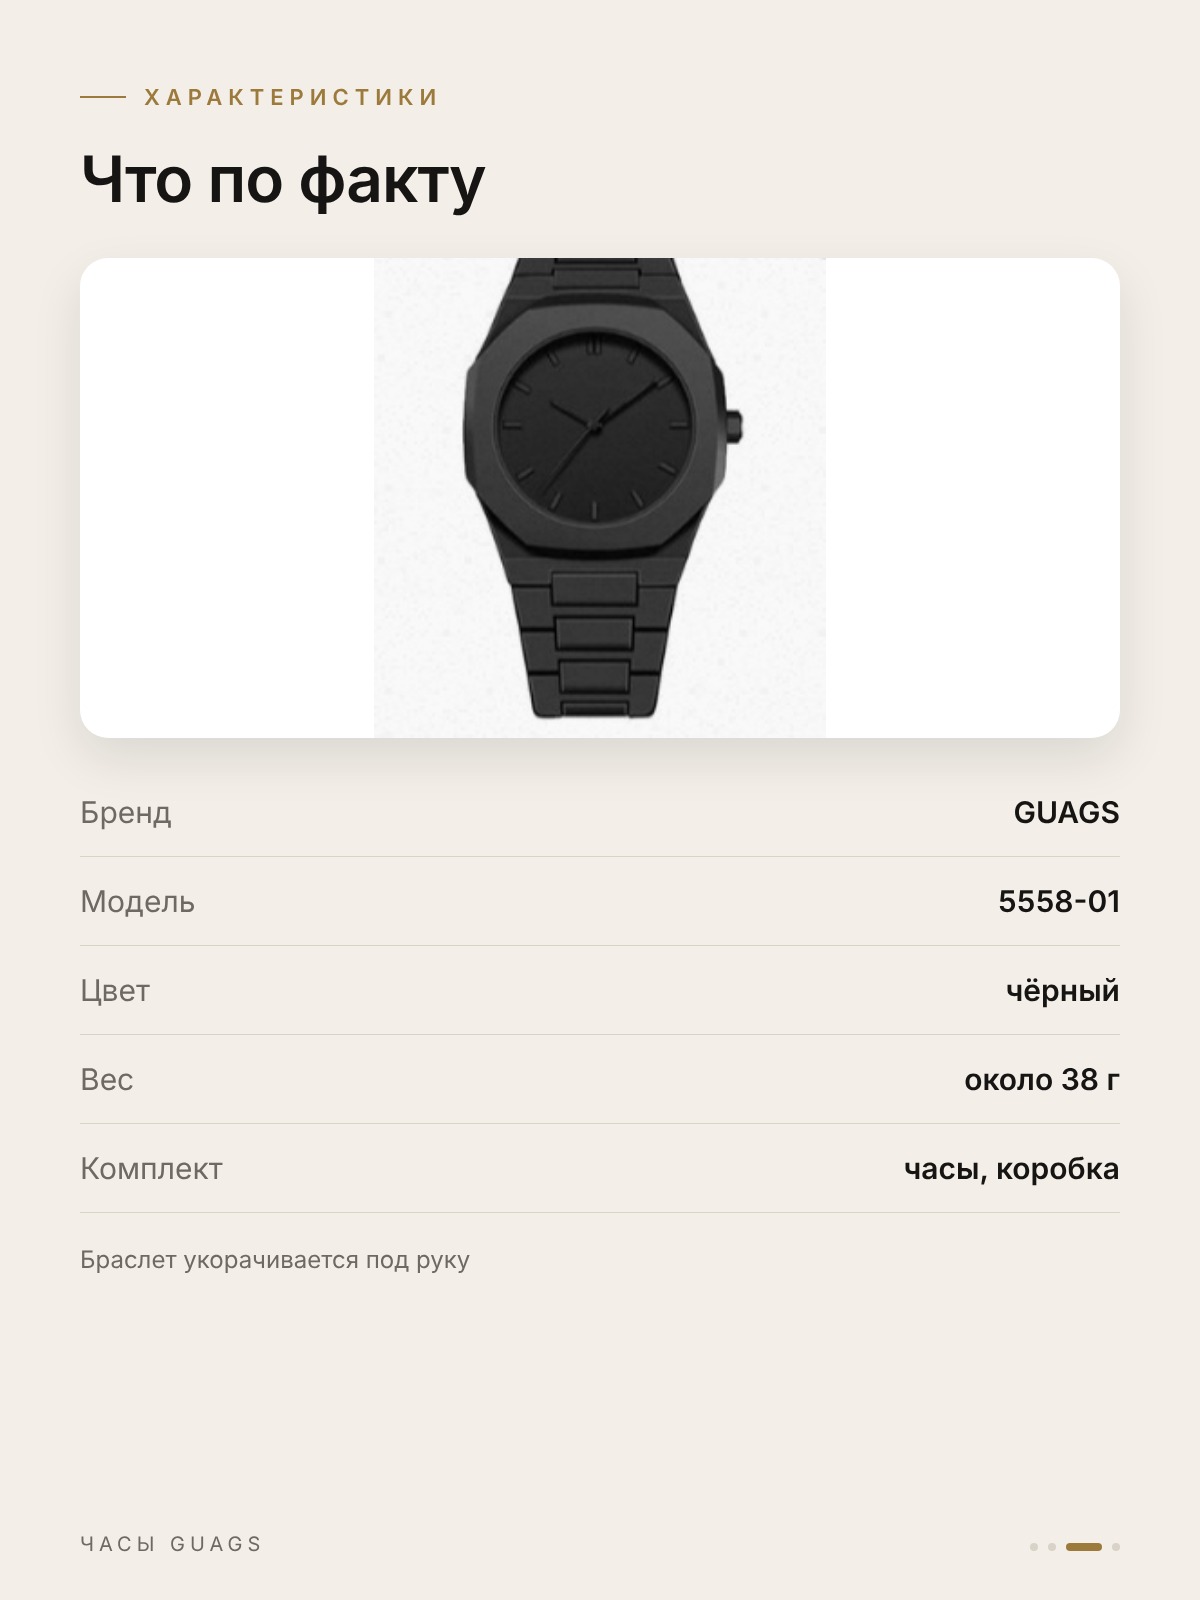 ХАРАКТЕРИСТИКИ
Что по факту
Бренд GUAGS
Модель 5558-01
Цвет чёрный
Вес около 38 г
Комплект часы, коробка
Браслет укорачивается под руку
ЧАСЫ GUAGS